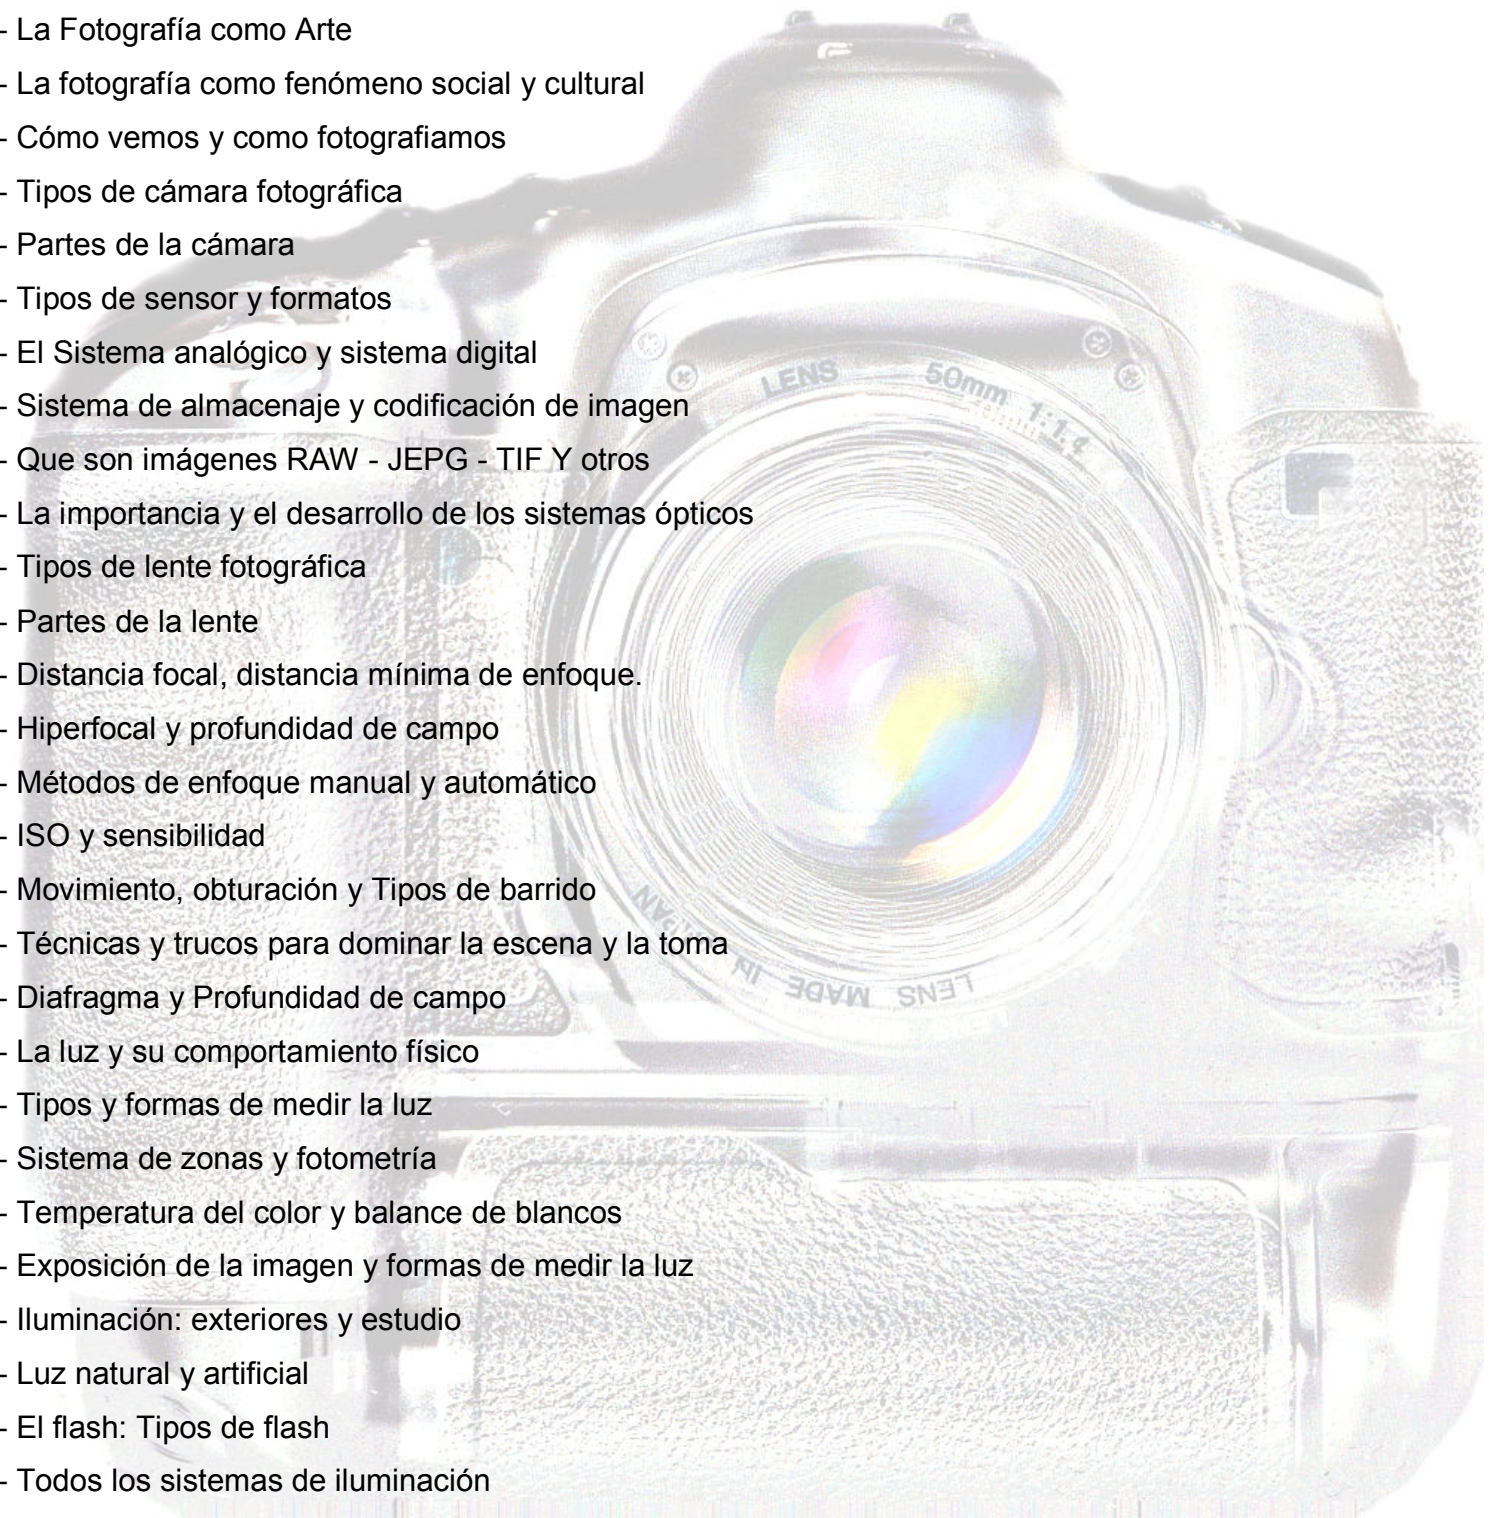 - La Fotografía como Arte
- La fotografía como fenómeno social y cultural
- Cómo vemos y como fotografiamos
- Tipos de cámara fotográfica
- Partes de la cámara
- Tipos de sensor y formatos
- El Sistema analógico y sistema digital
- Sistema de almacenaje y codificación de imagen
- Que son imágenes RAW - JEPG - TIF Y otros
- La importancia y el desarrollo de los sistemas ópticos
- Tipos de lente fotográfica
- Partes de la lente
- Distancia focal, distancia mínima de enfoque.
- Hiperfocal y profundidad de campo
- Métodos de enfoque manual y automático
- ISO y sensibilidad
- Movimiento, obturación y Tipos de barrido
- Técnicas y trucos para dominar la escena y la toma
- Diafragma y Profundidad de campo
- La luz y su comportamiento físico
- Tipos y formas de medir la luz
- Sistema de zonas y fotometría
- Temperatura del color y balance de blancos
- Exposición de la imagen y formas de medir la luz
- Iluminación: exteriores y estudio
- Luz natural y artificial
- El flash: Tipos de flash
- Todos los sistemas de iluminación
LENS 50mm 1:1.4
LENS MADE IN JAPAN